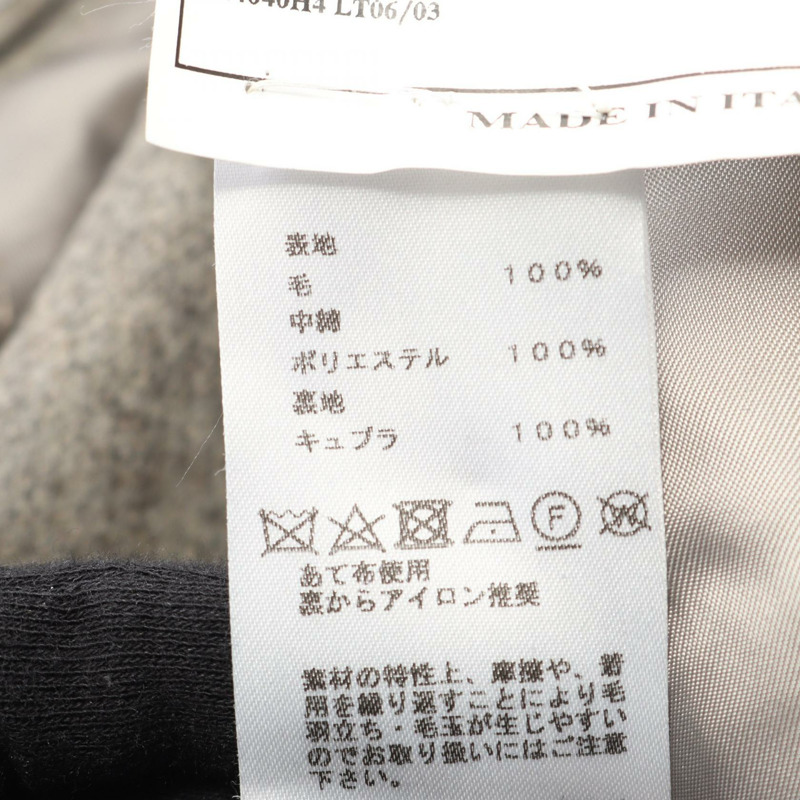 LT06/03
MADE IN ITA
表地
毛 100%
中綿
ポリエステル 100%
裏地
キュプラ 100%
F W
あて布使用
裏からアイロン推奨
素材の特性上、摩擦や、着
用を繰り返すことにより毛
羽立ち・毛玉が生じやすい
のでお取り扱いにはご注意
下さい。